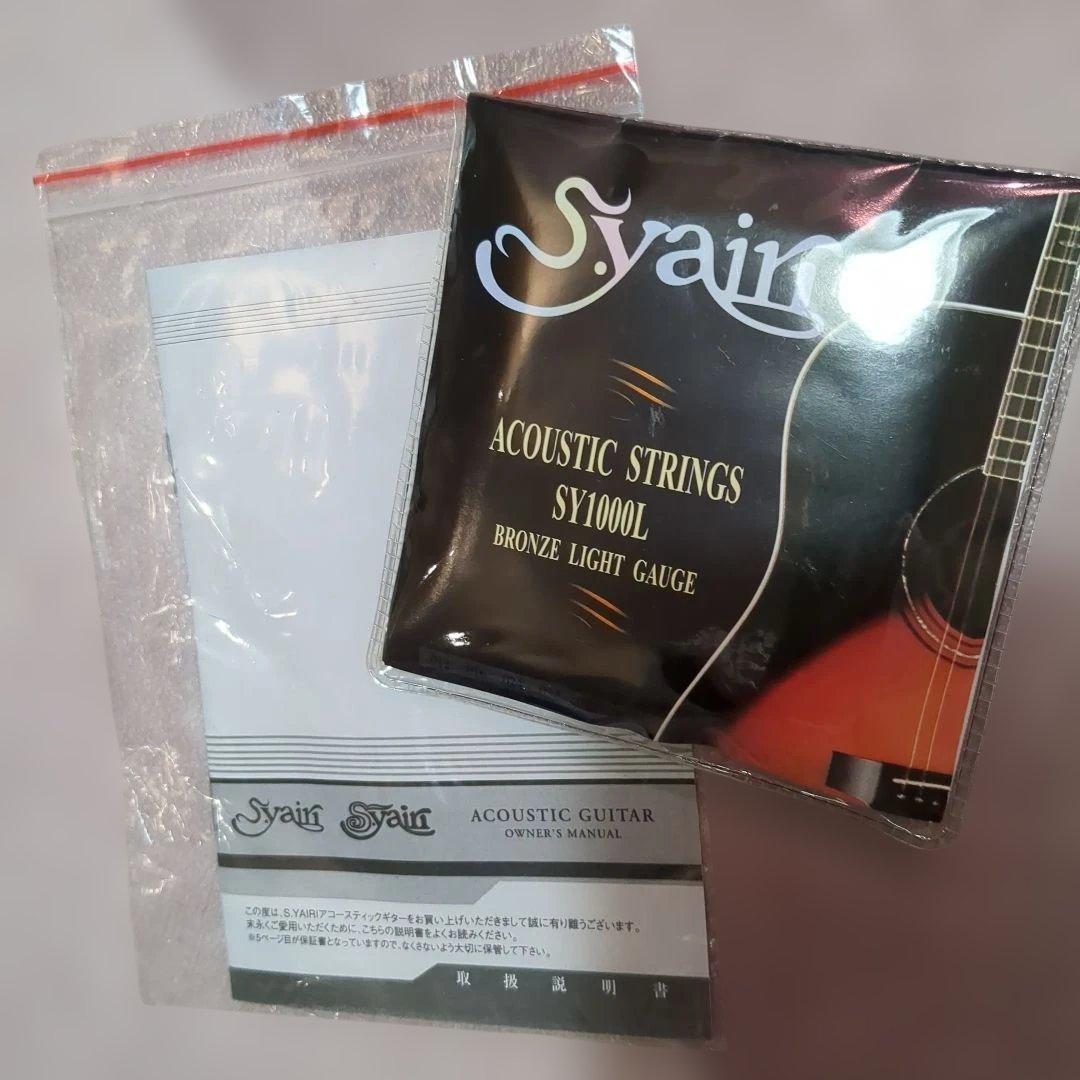 S.yairi
ACOUSTIC STRINGS
SY1000L
BRONZE LIGHT GAUGE
S.yairi S.yairi ACOUSTIC GUITAR
OWNER'S MANUAL
この度は、S.YAIRIアコースティックギターをお買い上げいただきまして誠に有り難うございます。
末永くご愛用いただくために、こちらの説明書をよくお読みください。
※5ページ目が保証書となっていますので、なくさないよう大切に保管して下さい。
取扱説明書